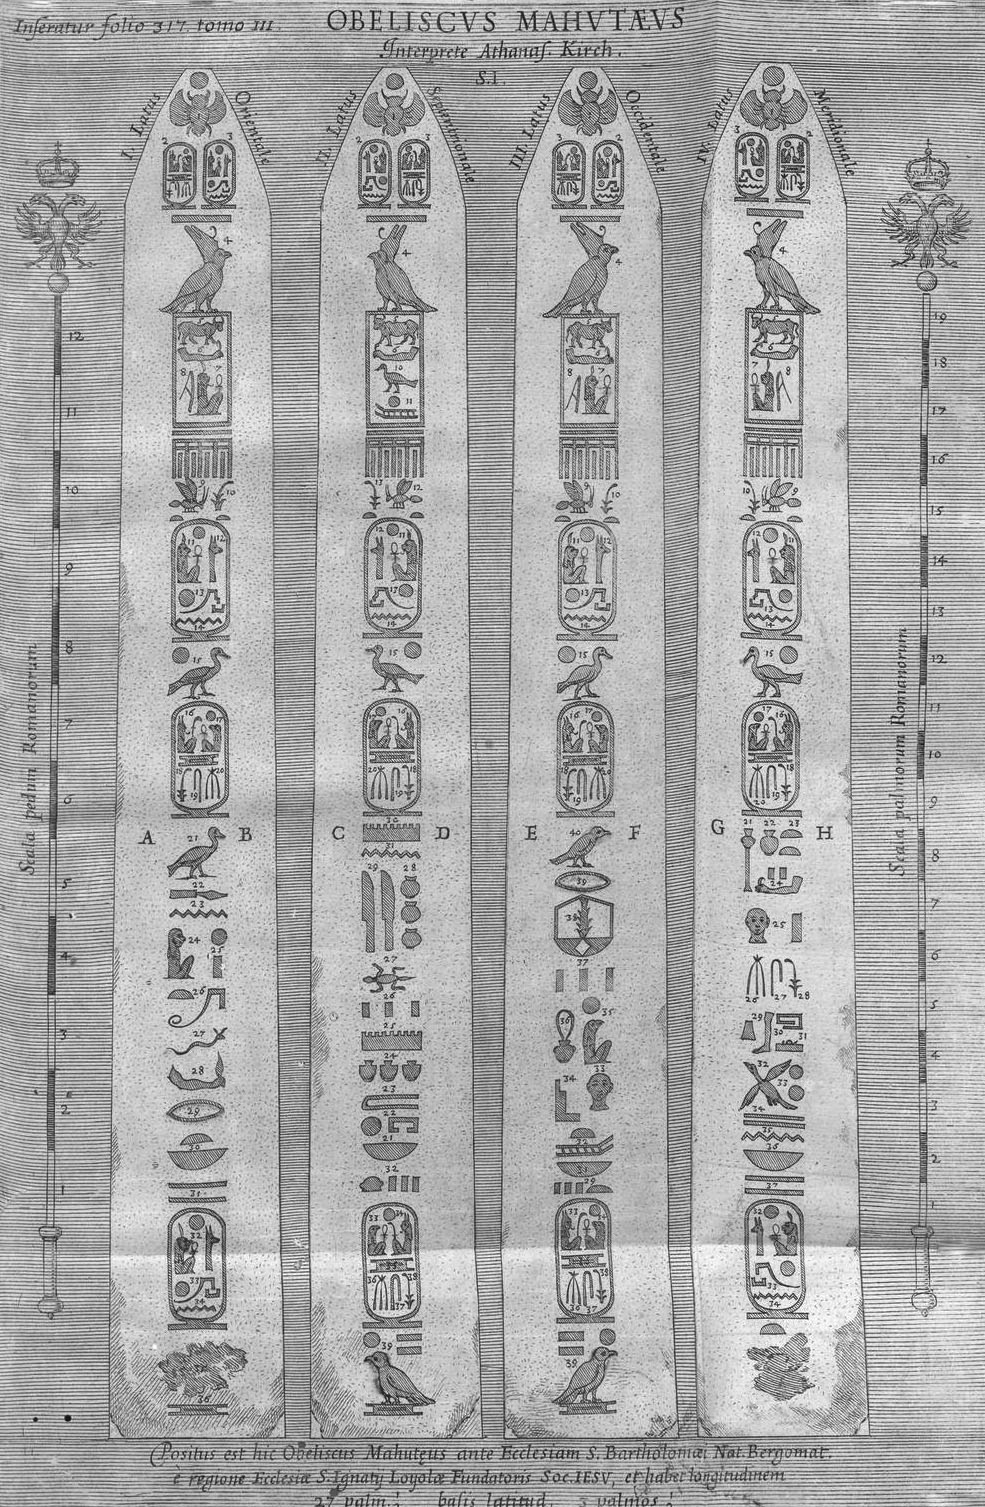 Inseratur folio 317. tomo III
OBELISCVS MAHVTÆVS
Interprete Athanas. Kirch.
S.I.
I. Latus Orientale
II. Latus Septentrionale
III. Latus Occidentale
IV. Latus Meridionale
Scala pedum Romanorum
Scala palmorum Romanorum
A B C D E F G H
Positus est hic Obeliscus Mahutęus ante Ecclesiam S. Bartholomæi Nat. Bergomat.
è regione Ecclesiæ S. Ignatij Loyolæ Fundatoris Soc. IESV, et habet longitudinem
27 palm. basis latitud. 3 palmos